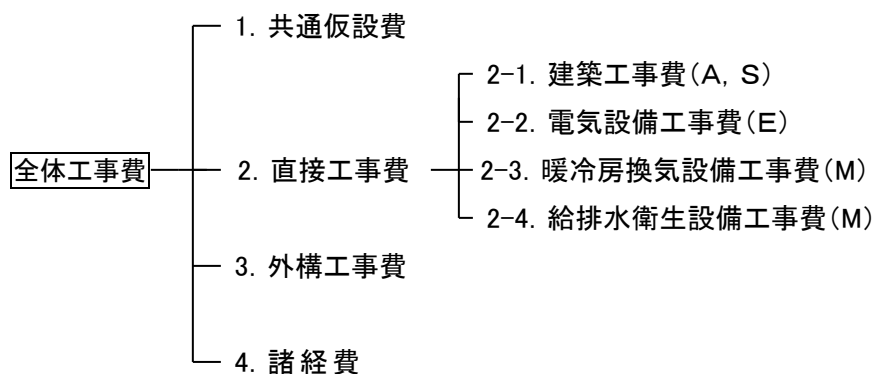 1. 共通仮設費
2-1. 建築工事費(A, S)
2-2. 電気設備工事費(E)
全体工事費
2. 直接工事費
2-3. 暖冷房換気設備工事費(M)
2-4. 給排水衛生設備工事費(M)
3. 外構工事費
4. 諸経費